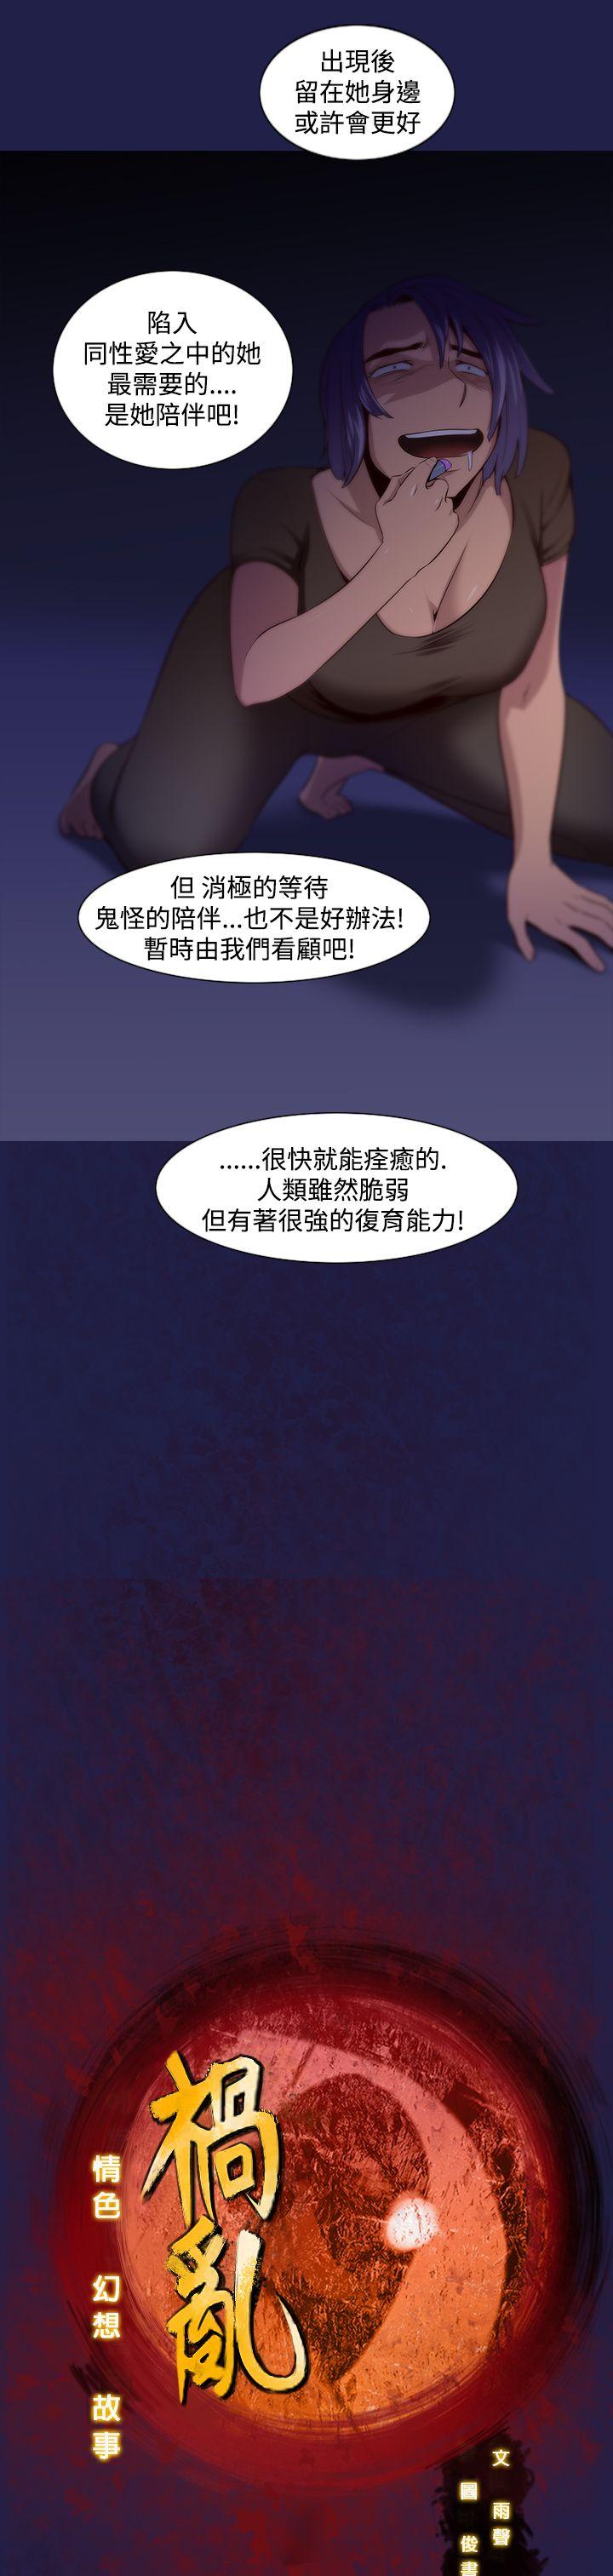 出現後
留在她身邊
或許會更好
陷入
同性愛之中的她
最需要的....
是她陪伴吧!
但 消極的等待
鬼怪的陪伴...也不是好辦法!
暫時由我們看顧吧!
......很快就能痊癒的.
人類雖然脆弱
但有著很強的復育能力!
禍亂
情色 幻想 故事
文 雨聲
圖 俊書